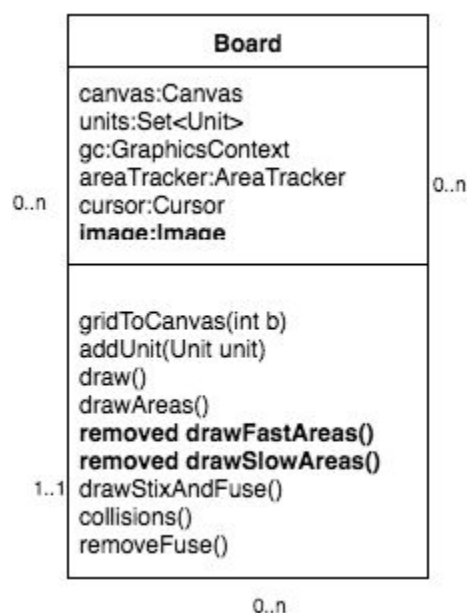 Board
canvas:Canvas
units:Set<Unit>
gc:GraphicsContext
areaTracker:AreaTracker
0..n
0..n
cursor:Cursor
image:Image
gridToCanvas(int b)
addUnit(Unit unit)
draw()
drawAreas()
removed drawFastAreas()
removed drawSlowAreas()
1..1
drawStixAndFuse()
collisions()
removeFuse()
0..n